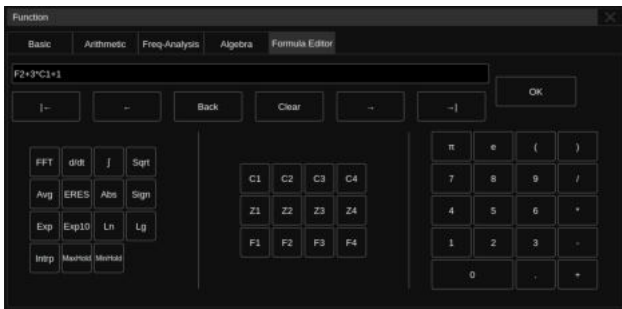 Function
Basic Arithmetic Freq-Analysis Algebra Formula Editor
F2+3*C1+1
OK
|← ← Back Clear → →|
FFT d/dt ∫ Sqrt
Avg ERES Abs Sign
Exp Exp10 Ln Lg
Intrp MaxHold MinHold
C1 C2 C3 C4
Z1 Z2 Z3 Z4
F1 F2 F3 F4
π e ( )
7 8 9 /
4 5 6 *
1 2 3 -
0 . +